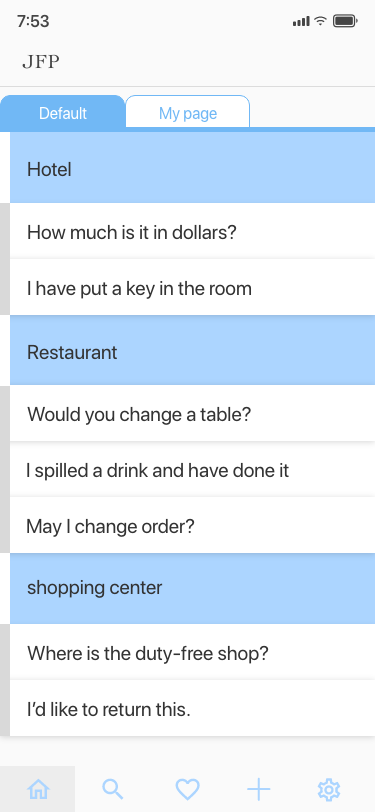 7:53
JFP
Default
My page
Hotel
How much is it in dollars?
I have put a key in the room
Restaurant
Would you change a table?
I spilled a drink and have done it
May I change order?
shopping center
Where is the duty-free shop?
I’d like to return this.